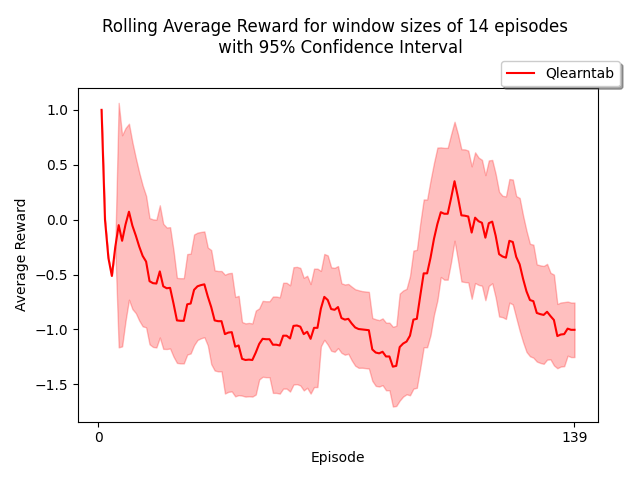 Rolling Average Reward for window sizes of 14 episodes
with 95% Confidence Interval
Qlearntab
1.0
0.5
0.0
−0.5
−1.0
−1.5
Average Reward
0
139
Episode